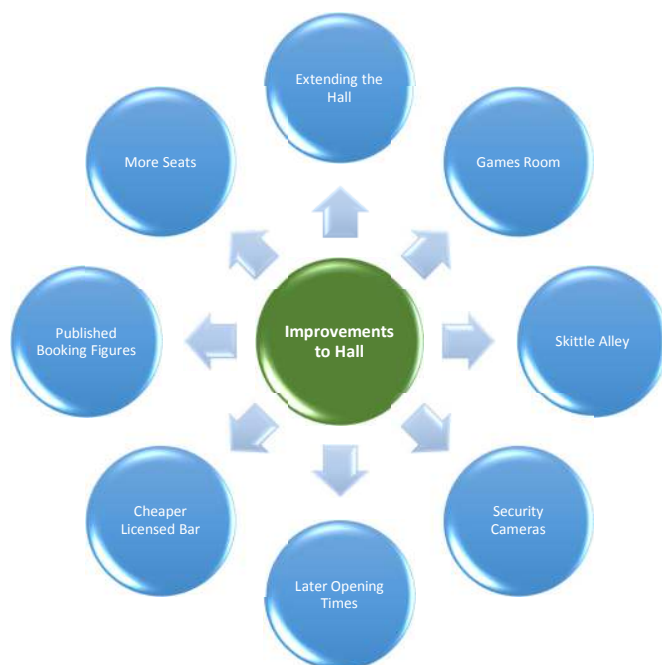 Extending the
Hall
More Seats
Games Room
Published
Booking Figures
Improvements
to Hall
Skittle Alley
Cheaper
Licensed Bar
Security
Cameras
Later Opening
Times